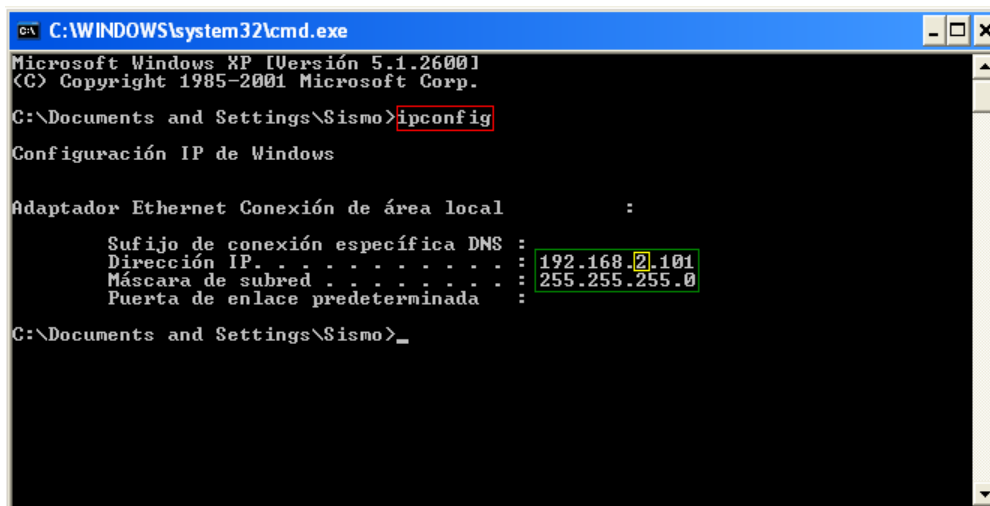 C:\WINDOWS\system32\cmd.exe
Microsoft Windows XP [Versión 5.1.2600]
(C) Copyright 1985-2001 Microsoft Corp.
C:\Documents and Settings\Sismo>ipconfig
Configuración IP de Windows
Adaptador Ethernet Conexión de área local :
Sufijo de conexión específica DNS :
Dirección IP. . . . . . . . . . . : 192.168.2.101
Máscara de subred . . . . . . . . : 255.255.255.0
Puerta de enlace predeterminada :
C:\Documents and Settings\Sismo>_